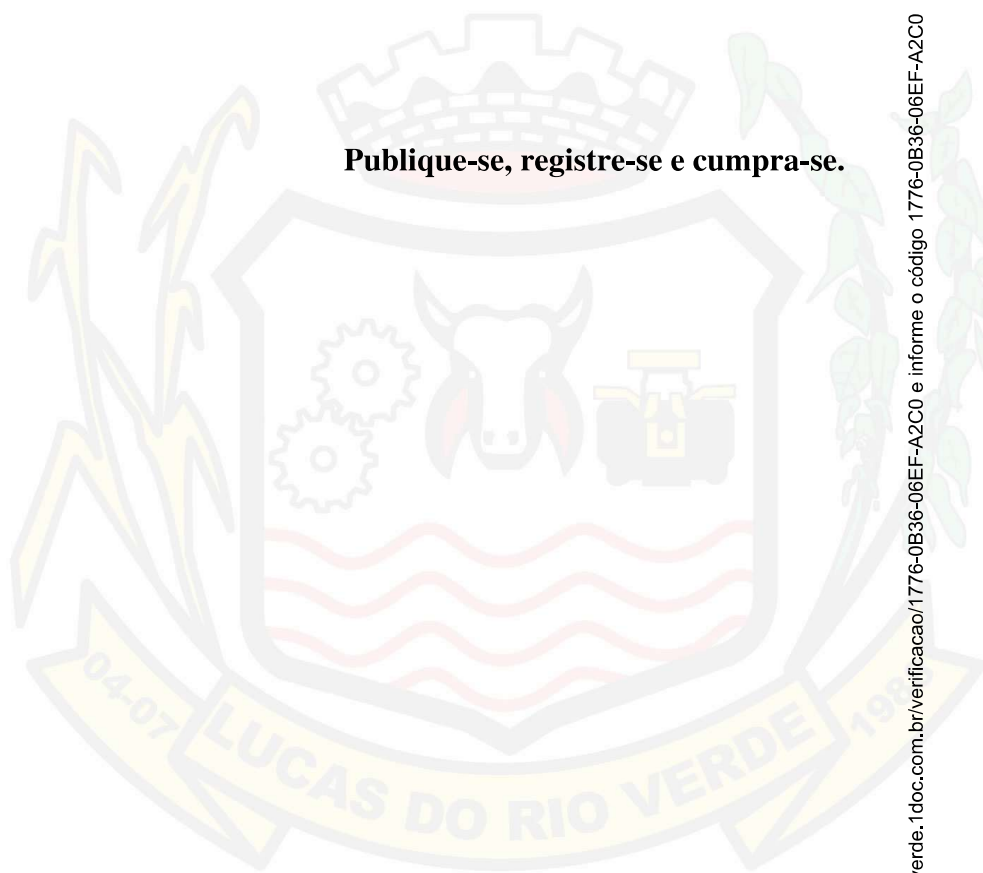 Publique-se, registre-se e cumpra-se.
04-07
LUCAS DO RIO VERDE
1988
erde.1doc.com.br/verificacao/1776-0B36-06EF-A2C0 e informe o código 1776-0B36-06EF-A2C0